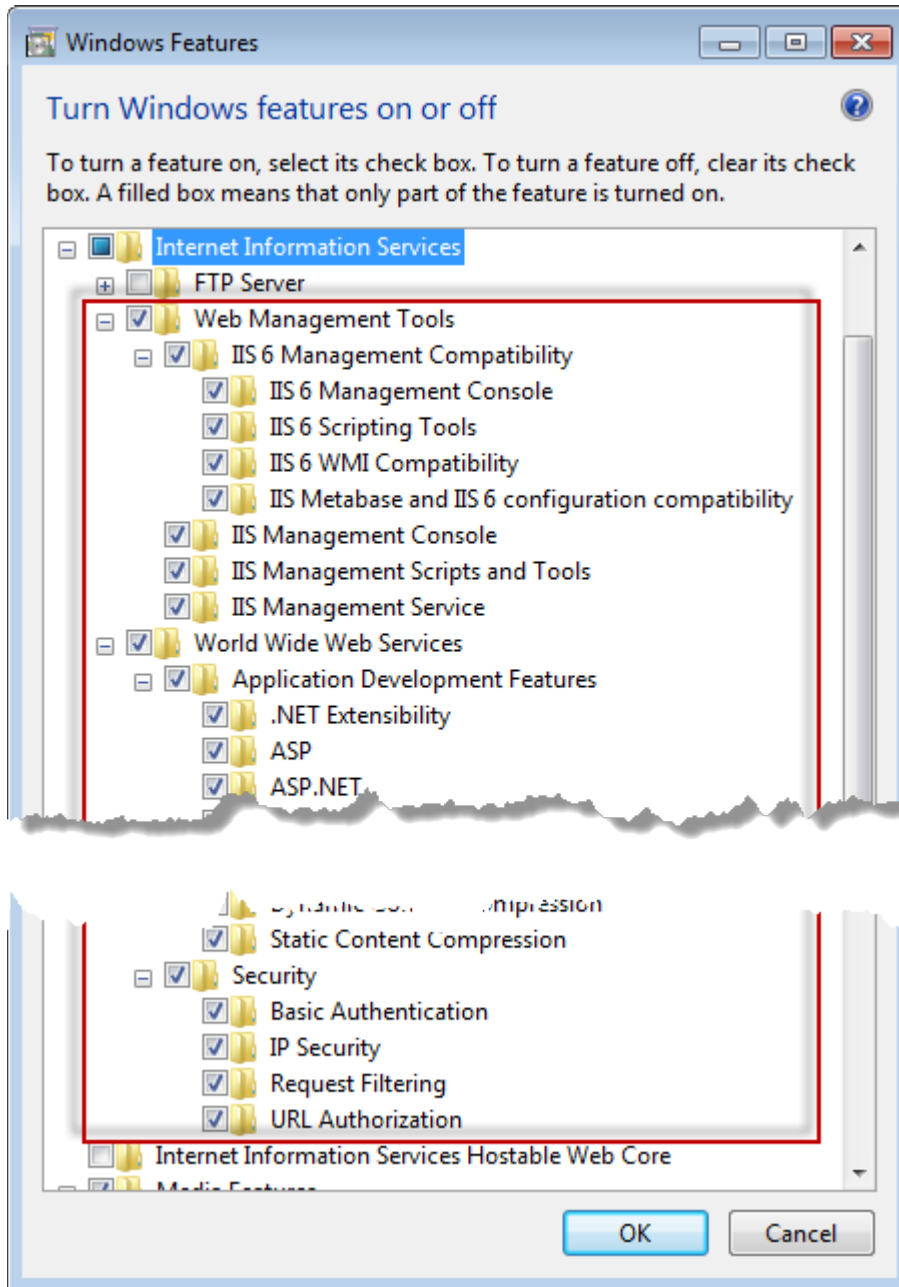 Windows Features
Turn Windows features on or off
To turn a feature on, select its check box. To turn a feature off, clear its check
box. A filled box means that only part of the feature is turned on.
Internet Information Services
FTP Server
Web Management Tools
IIS 6 Management Compatibility
IIS 6 Management Console
IIS 6 Scripting Tools
IIS 6 WMI Compatibility
IIS Metabase and IIS 6 configuration compatibility
IIS Management Console
IIS Management Scripts and Tools
IIS Management Service
World Wide Web Services
Application Development Features
.NET Extensibility
ASP
ASP.NET
Static Content Compression
Security
Basic Authentication
IP Security
Request Filtering
URL Authorization
Internet Information Services Hostable Web Core
Media Features
OK
Cancel